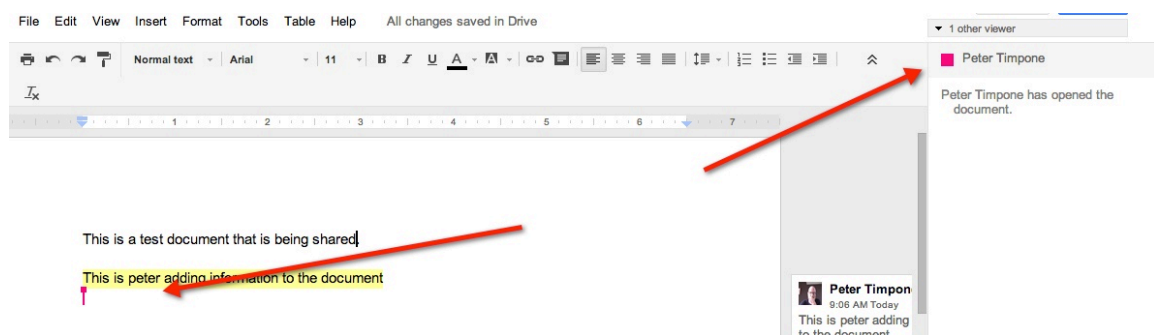 File Edit View Insert Format Tools Table Help All changes saved in Drive
1 other viewer
Normal text Arial 11 B I U A A
Peter Timpone
Peter Timpone has opened the
document.
1 2 3 4 5 6 7
This is a test document that is being shared.
This is peter adding information to the document
Peter Timpon
9:06 AM Today
This is peter adding
to the document